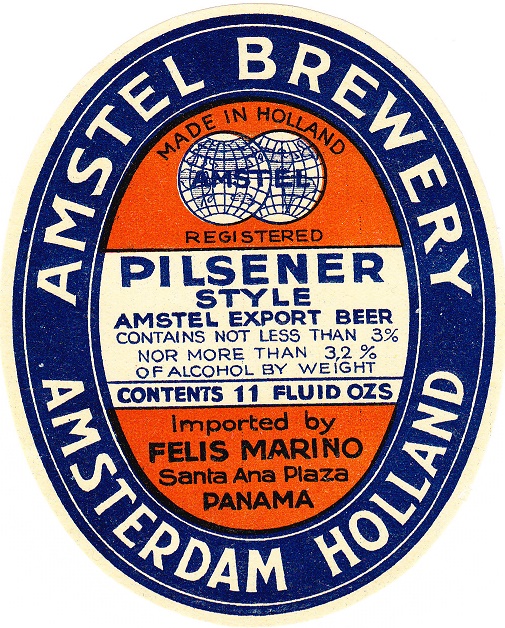 AMSTEL BREWERY
MADE IN HOLLAND
AMSTEL
REGISTERED
PILSENER
STYLE
AMSTEL EXPORT BEER
CONTAINS NOT LESS THAN 3%
NOR MORE THAN 3,2 %
OF ALCOHOL BY WEIGHT
CONTENTS 11 FLUID OZS
Imported by
FELIS MARIÑO
Santa Ana Plaza
PANAMA
AMSTERDAM HOLLAND